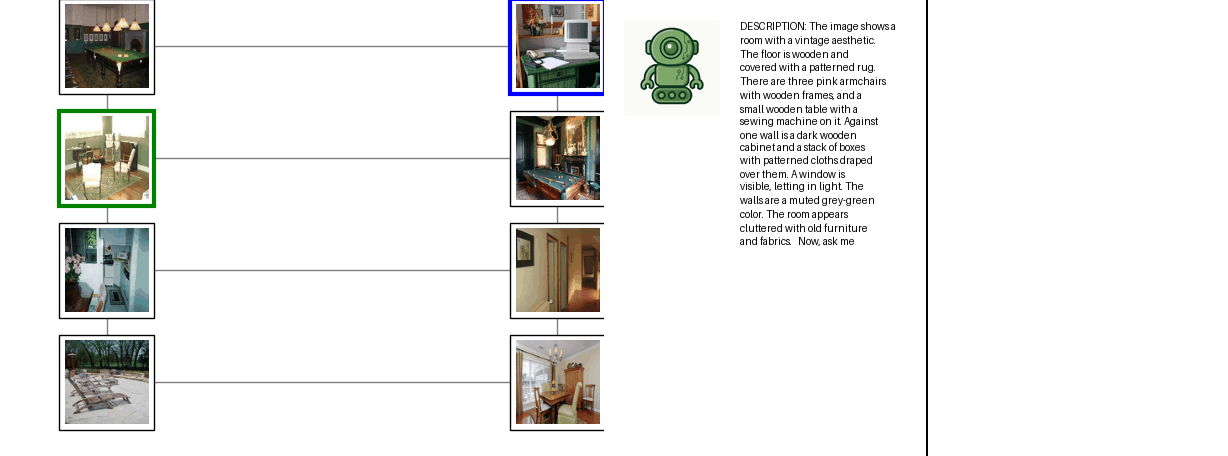 DESCRIPTION: The image shows a
room with a vintage aesthetic.
The floor is wooden and
covered with a patterned rug.
There are three pink armchairs
with wooden frames, and a
small wooden table with a
sewing machine on it. Against
one wall is a dark wooden
cabinet and a stack of boxes
with patterned cloths draped
over them. A window is
visible, letting in light. The
walls are a muted grey-green
color. The room appears
cluttered with old furniture
and fabrics. Now, ask me